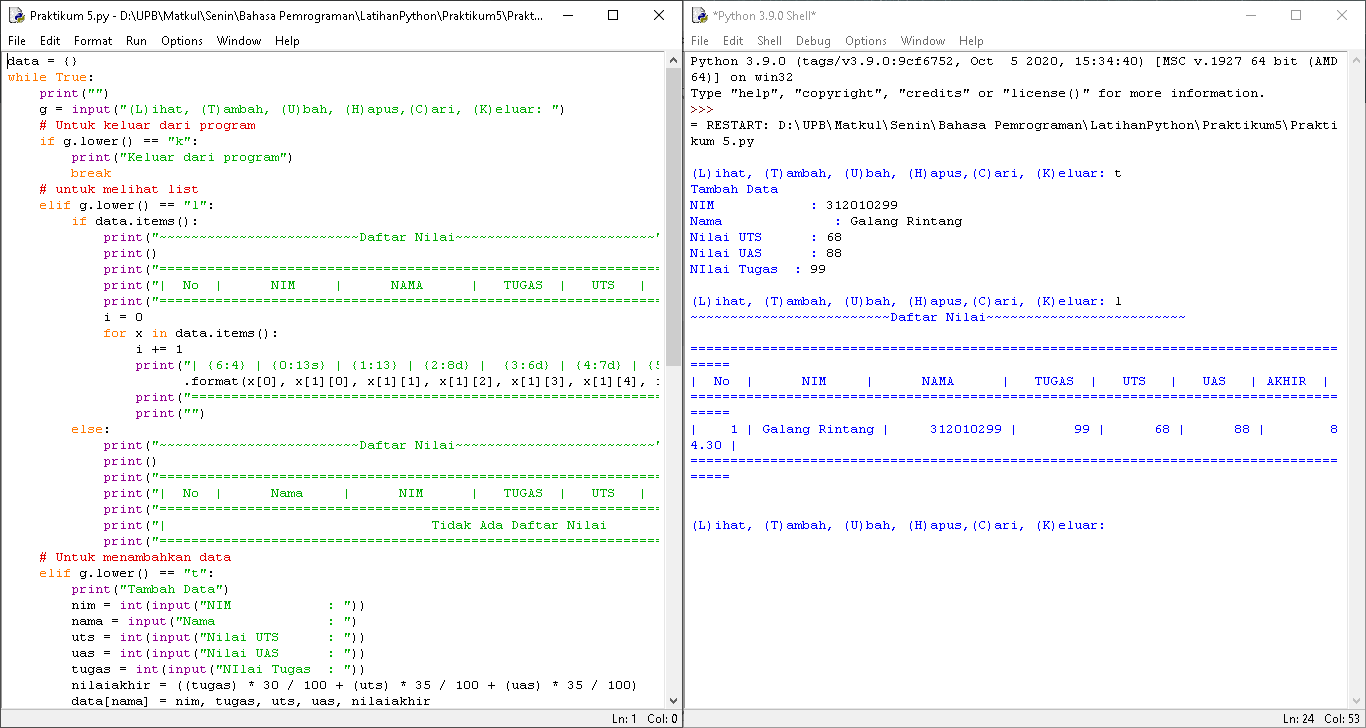 Praktikum 5.py - D:\UPB\Matkul\Senin\Bahasa Pemrograman\LatihanPython\Praktikum5\Prakt...
File Edit Format Run Options Window Help
data = {}
while True:
    print("")
    g = input("(L)ihat, (T)ambah, (U)bah, (H)apus,(C)ari, (K)eluar: ")
    # Untuk keluar dari program
    if g.lower() == "k":
        print("Keluar dari program")
        break
    # untuk melihat list
    elif g.lower() == "l":
        if data.items():
            print("~~~~~~~~~~~~~~~~~~~~~~~~~Daftar Nilai~~~~~~~~~~~~~~~~~~~~~~~~~"
            print()
            print("===============================================================
            print("|  No  |      NIM     |      NAMA      |   TUGAS  |   UTS   |
            print("===============================================================
            i = 0
            for x in data.items():
                i += 1
                print("| {6:4} | {0:13s} | {1:13} | {2:8d} |  {3:6d} | {4:7d} | {5
                      .format(x[0], x[1][0], x[1][1], x[1][2], x[1][3], x[1][4], i
                print("===========================================================
                print("")
        else:
            print("~~~~~~~~~~~~~~~~~~~~~~~~~Daftar Nilai~~~~~~~~~~~~~~~~~~~~~~~~~"
            print()
            print("===============================================================
            print("|  No  |      Nama     |      NIM      |   TUGAS  |   UTS   |
            print("===============================================================
            print("|                                 Tidak Ada Daftar Nilai
            print("===============================================================
    # Untuk menambahkan data
    elif g.lower() == "t":
        print("Tambah Data")
        nim = int(input("NIM            : "))
        nama = input("Nama              : ")
        uts = int(input("Nilai UTS      : "))
        uas = int(input("Nilai UAS      : "))
        tugas = int(input("NIlai Tugas  : "))
        nilaiakhir = ((tugas) * 30 / 100 + (uts) * 35 / 100 + (uas) * 35 / 100)
        data[nama] = nim, tugas, uts, uas, nilaiakhir
Ln: 1 Col: 0
*Python 3.9.0 Shell*
File Edit Shell Debug Options Window Help
Python 3.9.0 (tags/v3.9.0:9cf6752, Oct  5 2020, 15:34:40) [MSC v.1927 64 bit (AMD
64)] on win32
Type "help", "copyright", "credits" or "license()" for more information.
>>>
= RESTART: D:\UPB\Matkul\Senin\Bahasa Pemrograman\LatihanPython\Praktikum5\Prakti
kum 5.py
(L)ihat, (T)ambah, (U)bah, (H)apus,(C)ari, (K)eluar: t
Tambah Data
NIM            : 312010299
Nama              : Galang Rintang
Nilai UTS      : 68
Nilai UAS      : 88
NIlai Tugas  : 99
(L)ihat, (T)ambah, (U)bah, (H)apus,(C)ari, (K)eluar: l
~~~~~~~~~~~~~~~~~~~~~~~~~Daftar Nilai~~~~~~~~~~~~~~~~~~~~~~~~~
=================================================================================
=====
|  No  |      NIM      |      NAMA      |   TUGAS  |   UTS   |   UAS   | AKHIR  |
=================================================================================
=====
|    1 | Galang Rintang |     312010299 |       99 |      68 |      88 |        8
4.30 |
=================================================================================
=====
(L)ihat, (T)ambah, (U)bah, (H)apus,(C)ari, (K)eluar:
Ln: 24 Col: 53